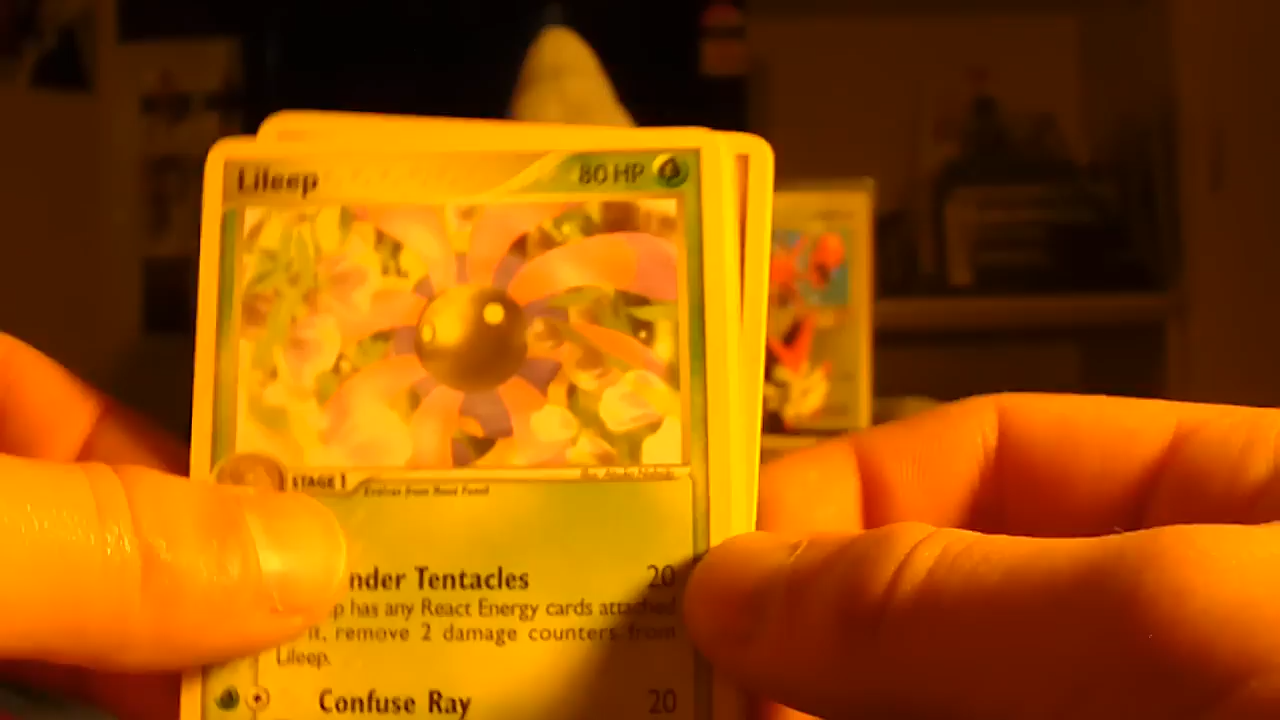 Lileep 80 HP
STAGE 1
Evolves from Root Fossil
nder Tentacles 20
p has any React Energy cards attached
it, remove 2 damage counters from
Lileep.
Confuse Ray 20